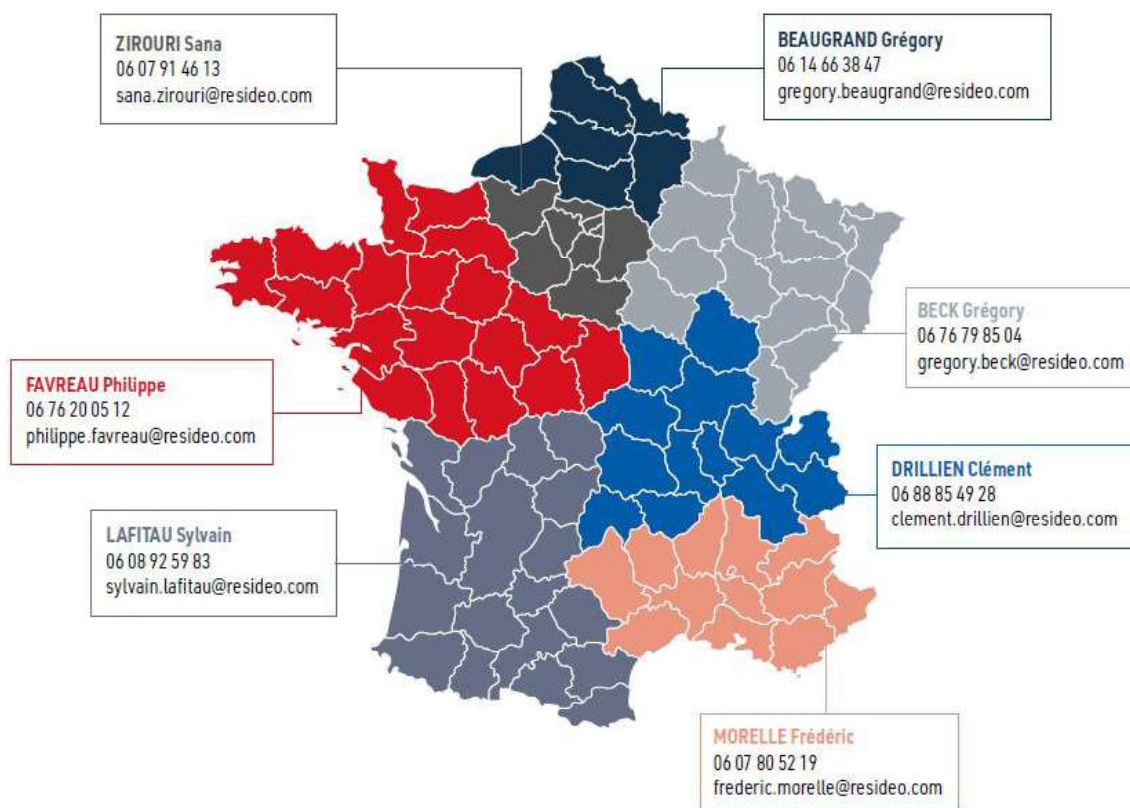 ZIROURI Sana
06 07 91 46 13
sana.zirouri@resideo.com
BEAUGRAND Grégory
06 14 66 38 47
gregory.beaugrand@resideo.com
BECK Grégory
06 76 79 85 04
gregory.beck@resideo.com
FAVREAU Philippe
06 76 20 05 12
philippe.favreau@resideo.com
DRILLIEN Clément
06 88 85 49 28
clement.drillien@resideo.com
LAFITAU Sylvain
06 08 92 59 83
sylvain.lafitau@resideo.com
MORELLE Frédéric
06 07 80 52 19
frederic.morelle@resideo.com